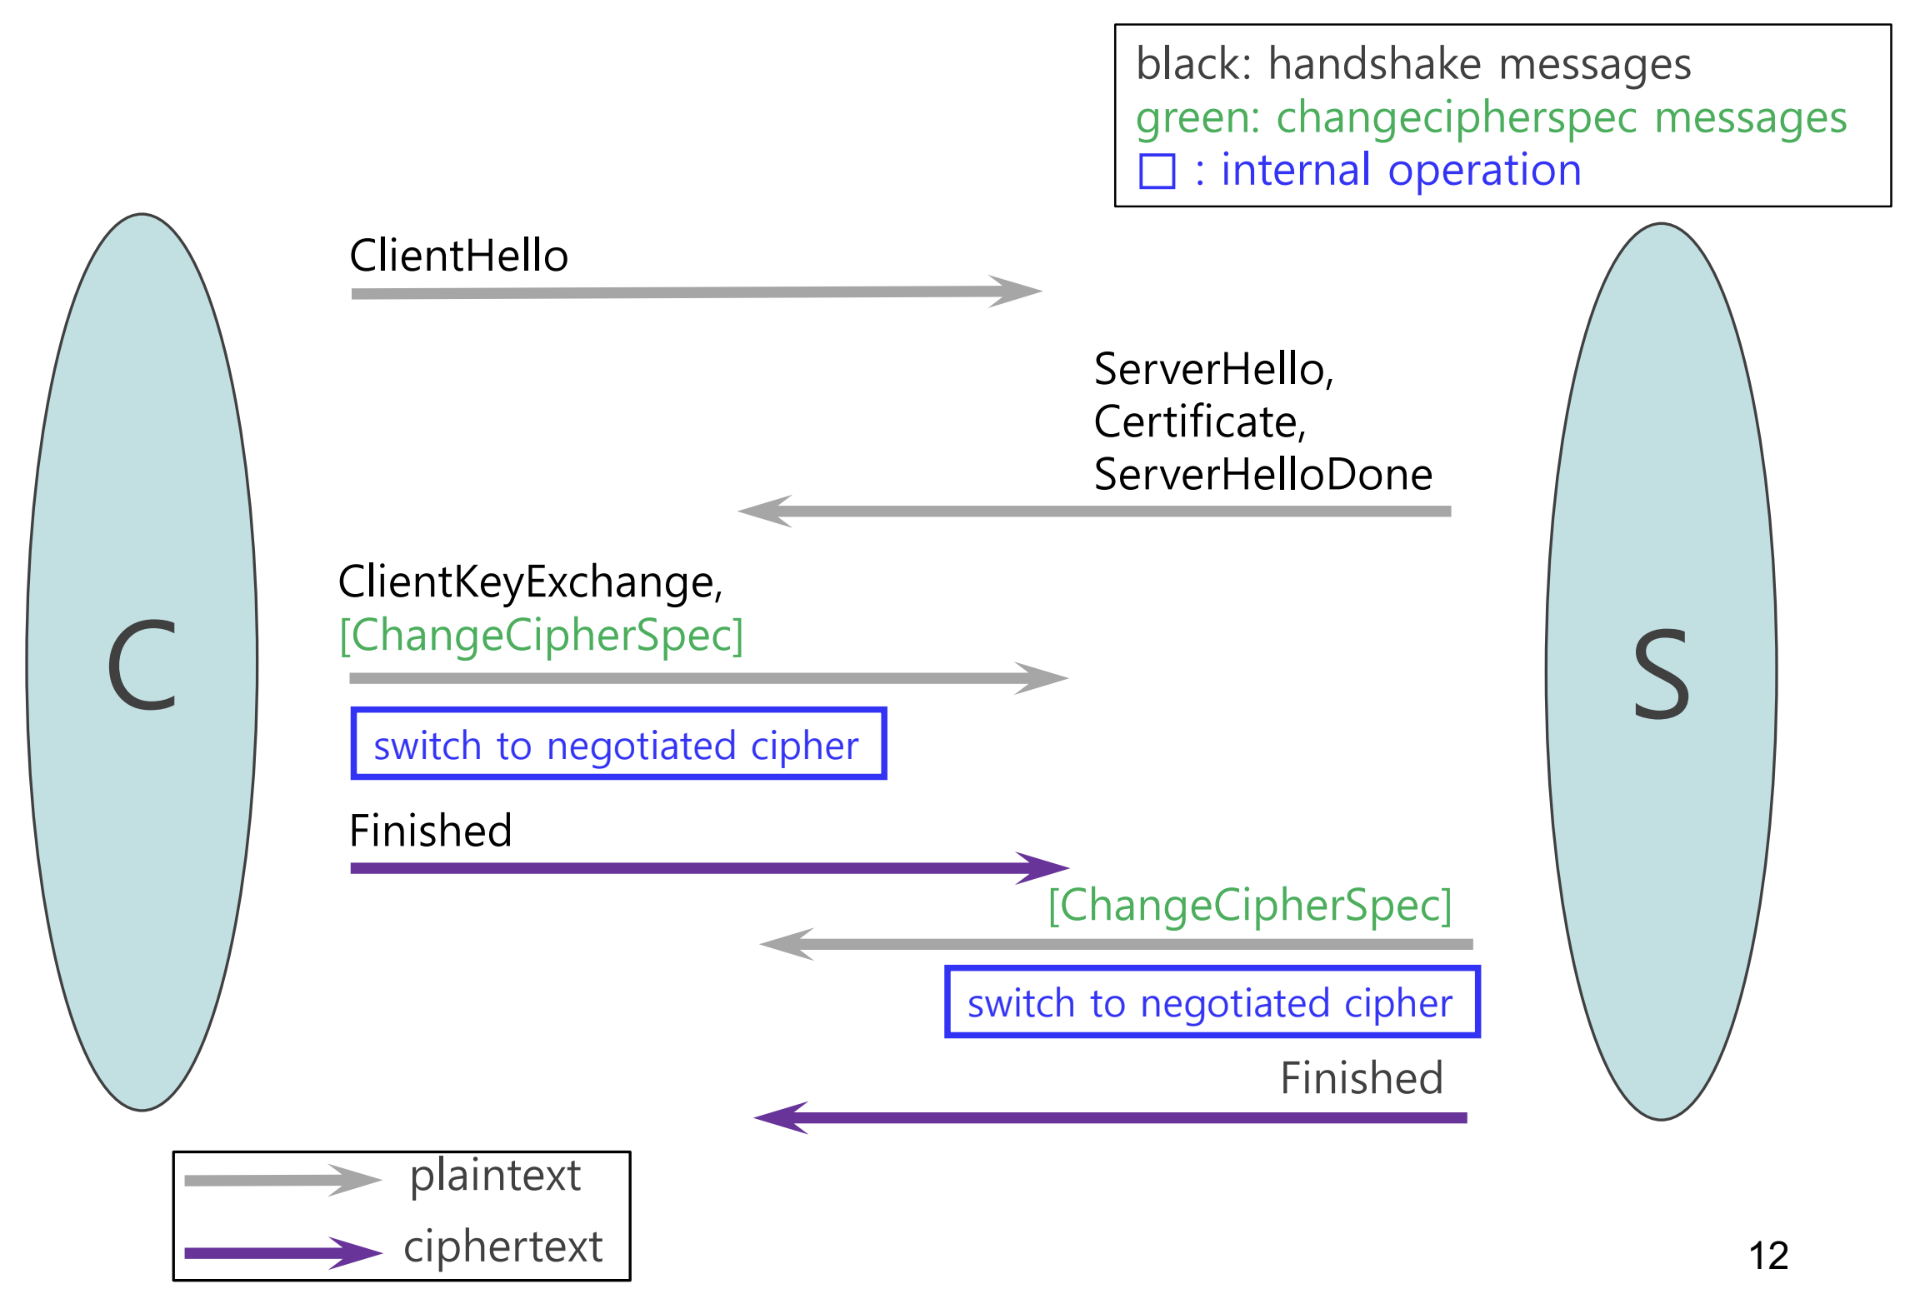 black: handshake messages
green: changecipherspec messages
□ : internal operation
ClientHello
ServerHello,
Certificate,
ServerHelloDone
ClientKeyExchange,
[ChangeCipherSpec]
C
S
switch to negotiated cipher
Finished
[ChangeCipherSpec]
switch to negotiated cipher
Finished
plaintext
ciphertext
12